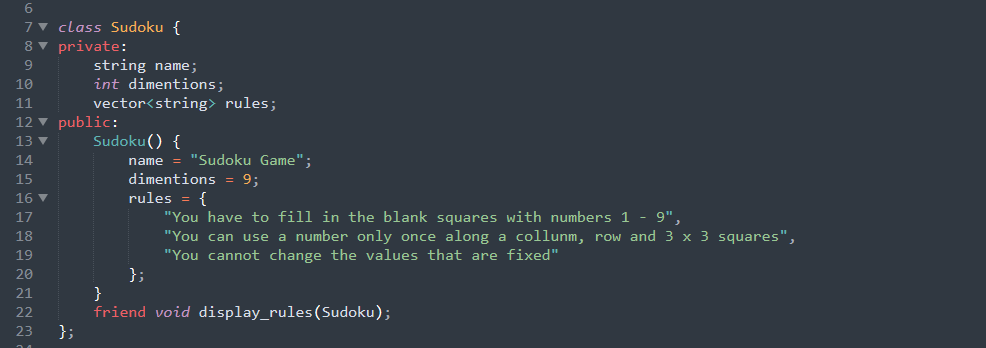 6
7 class Sudoku {
8 private:
9 string name;
10 int dimentions;
11 vector<string> rules;
12 public:
13 Sudoku() {
14 name = "Sudoku Game";
15 dimentions = 9;
16 rules = {
17 "You have to fill in the blank squares with numbers 1 - 9",
18 "You can use a number only once along a collunm, row and 3 x 3 squares",
19 "You cannot change the values that are fixed"
20 };
21 }
22 friend void display_rules(Sudoku);
23 };